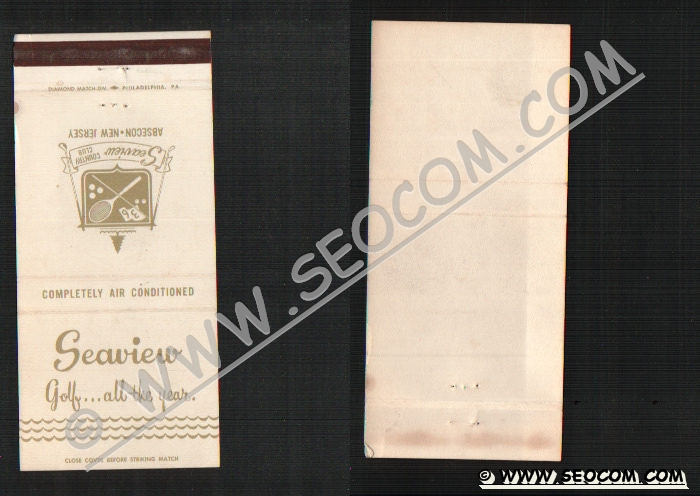 DIAMOND MATCH DIV. PHILADELPHIA, PA.
ABSECON • NEW JERSEY
Seaview COUNTRY CLUB
COMPLETELY AIR CONDITIONED
Seaview
Golf...all the year.
CLOSE COVER BEFORE STRIKING MATCH
© WWW.SEOCOM.COM
© WWW.SEOCOM.COM